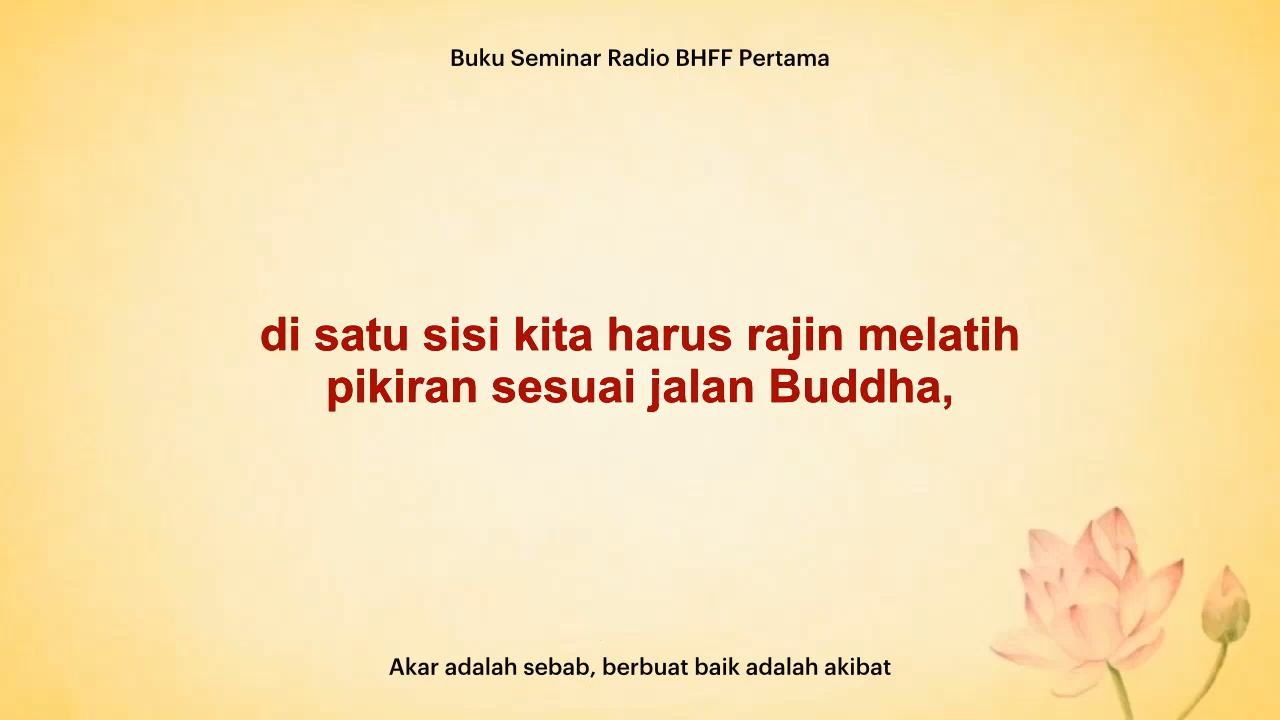 Buku Seminar Radio BHFF Pertama
di satu sisi kita harus rajin melatih
pikiran sesuai jalan Buddha,
Akar adalah sebab, berbuat baik adalah akibat